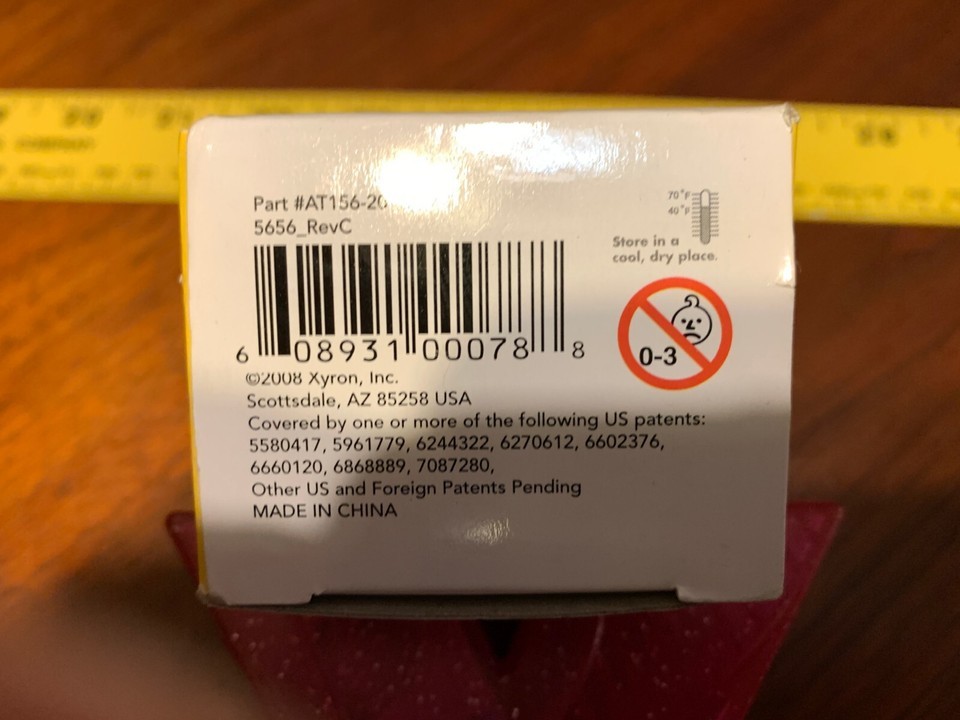 Part #AT156-20
5656_RevC
70°F
40°F
Store in a
cool, dry place.
6 08931 00078 8
0-3
©2008 Xyron, Inc.
Scottsdale, AZ 85258 USA
Covered by one or more of the following US patents:
5580417, 5961779, 6244322, 6270612, 6602376,
6660120, 6868889, 7087280,
Other US and Foreign Patents Pending
MADE IN CHINA
COMPANY